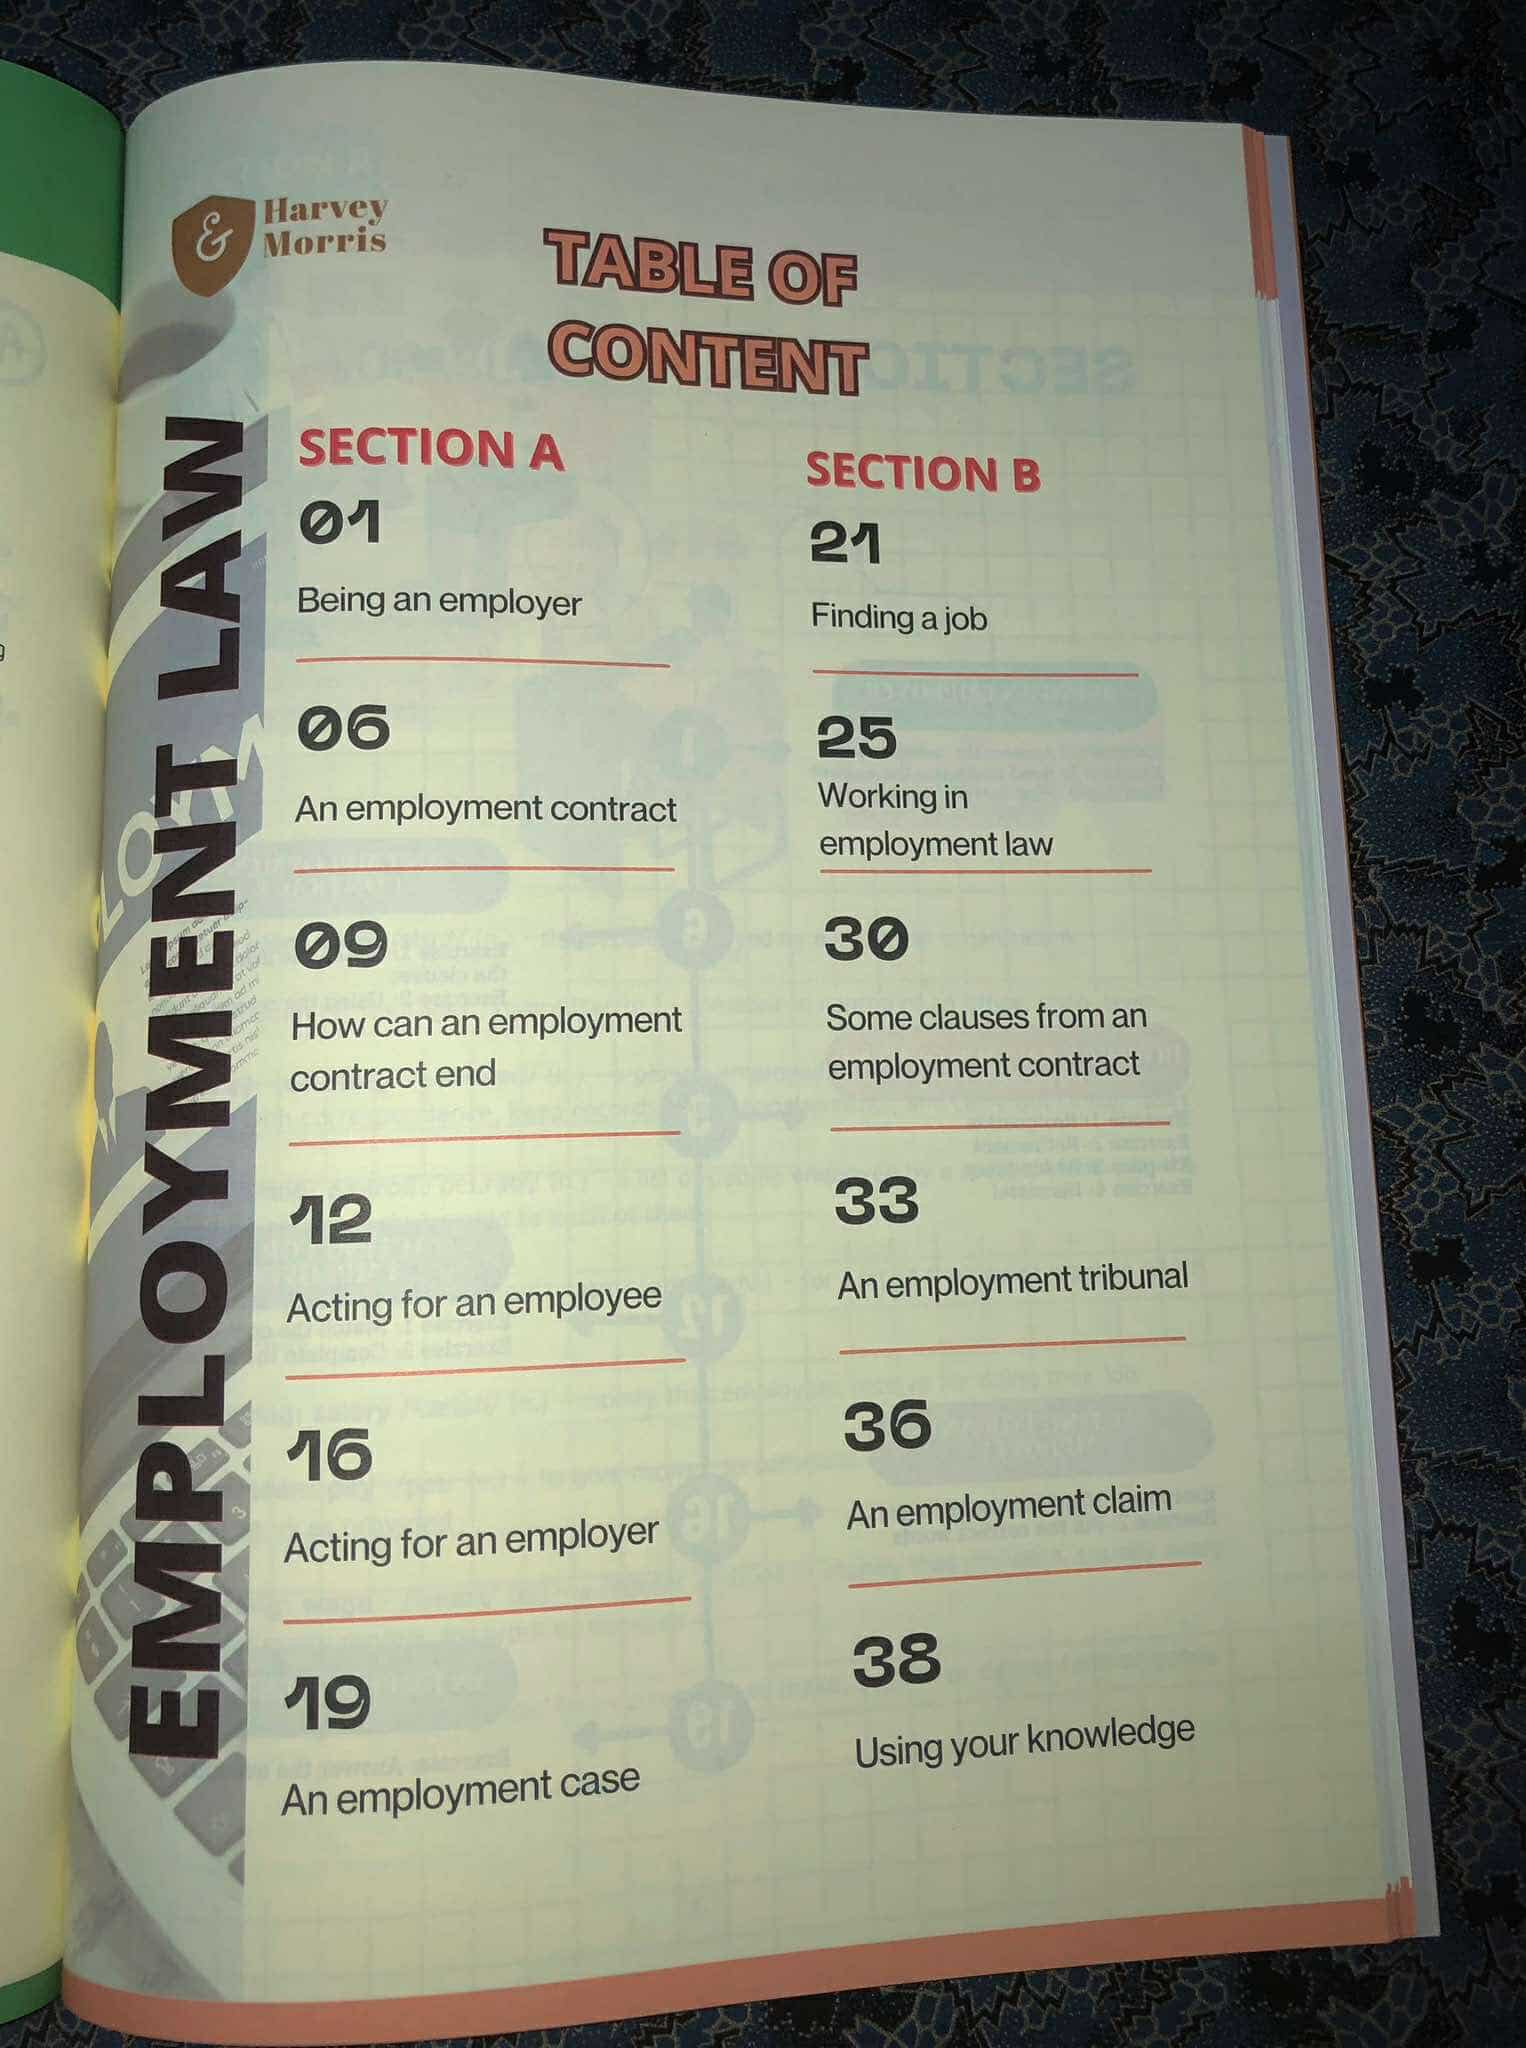 Harvey
Morris
TABLE OF
CONTENT
EMPLOYMENT LAW
SECTION A
01
Being an employer
06
An employment contract
09
How can an employment
contract end
12
Acting for an employee
16
Acting for an employer
19
An employment case
SECTION B
21
Finding a job
25
Working in
employment law
30
Some clauses from an
employment contract
33
An employment tribunal
36
An employment claim
38
Using your knowledge